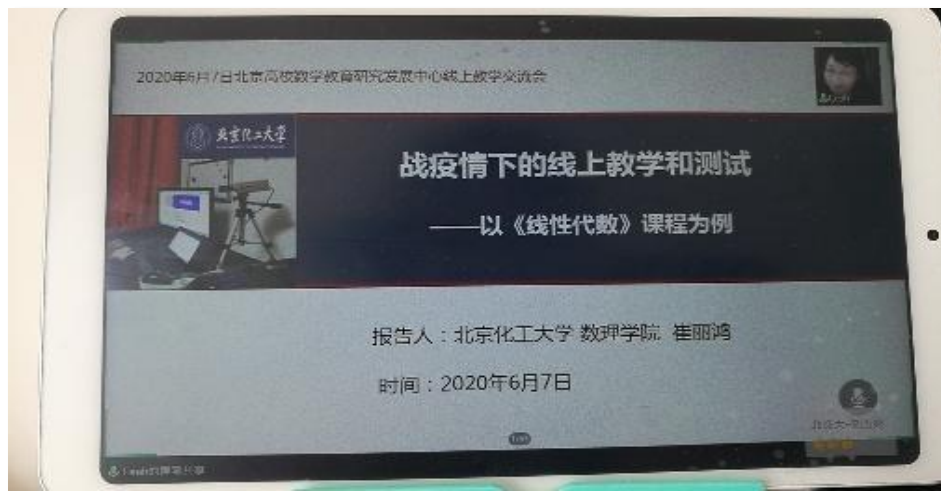 2020年6月7日北京高校数学教育研究发展中心线上教学交流会
北京化工大学
战疫情下的线上教学和测试
——以《线性代数》课程为例
报告人：北京化工大学 数理学院 崔丽鸿
时间：2020年6月7日